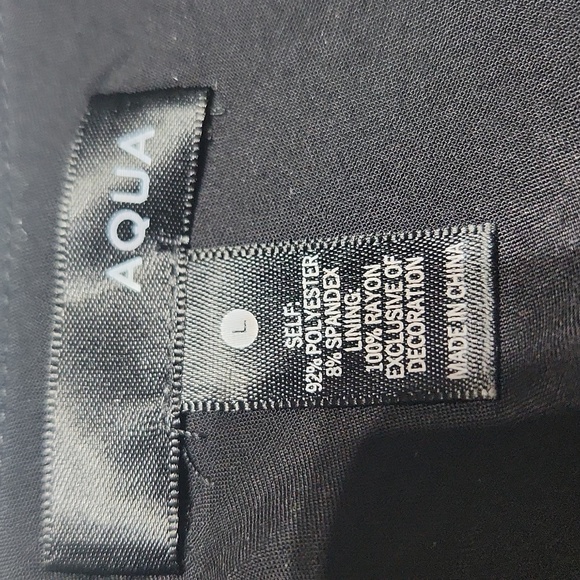 AQUA
L
SELF-
92% POLYESTER
8% SPANDEX
LINING-
100% RAYON
EXCLUSIVE OF
DECORATION
MADE IN CHINA